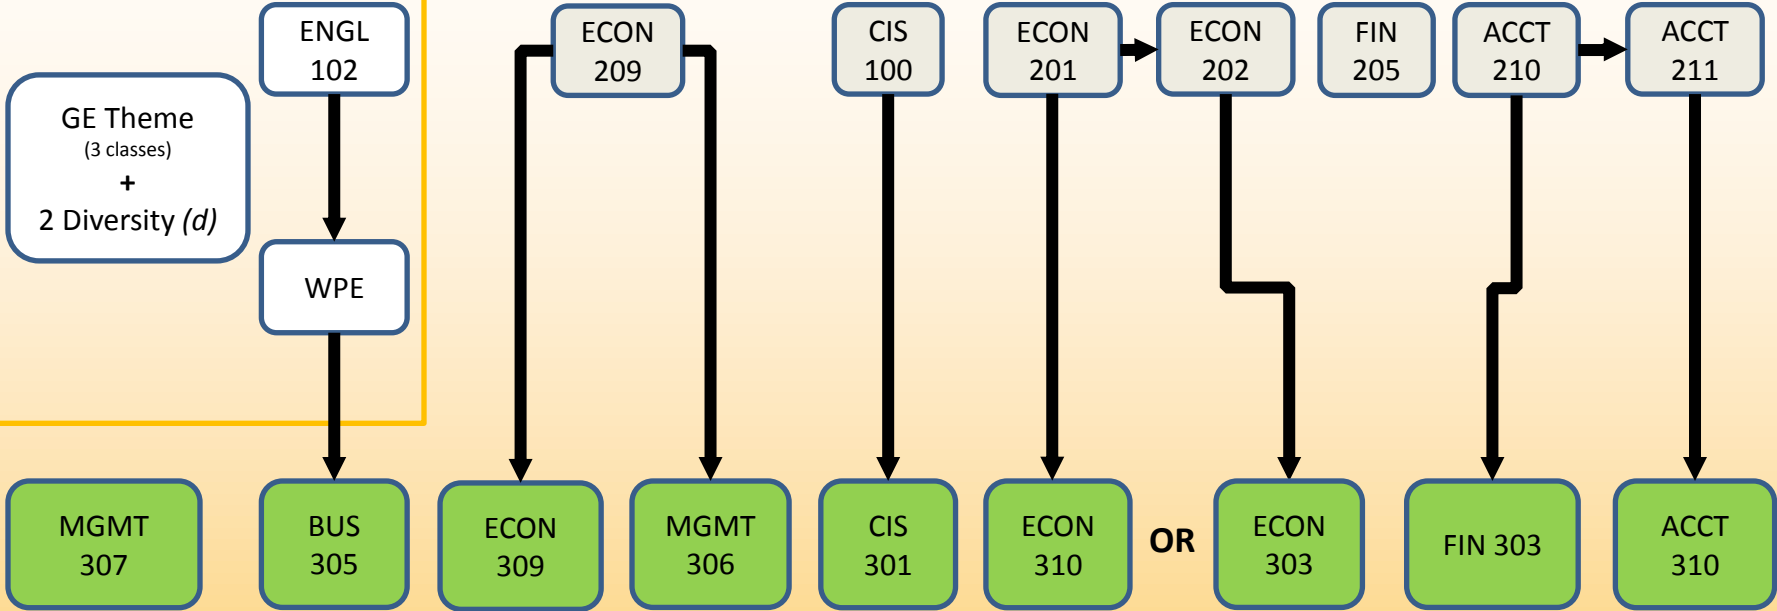 ENGL
102
ECON
209
CIS
100
ECON
201
ECON
202
FIN
205
ACCT
210
ACCT
211
GE Theme
(3 classes)
+
2 Diversity (d)
WPE
MGMT
307
BUS
305
ECON
309
MGMT
306
CIS
301
ECON
310
OR
ECON
303
FIN 303
ACCT
310